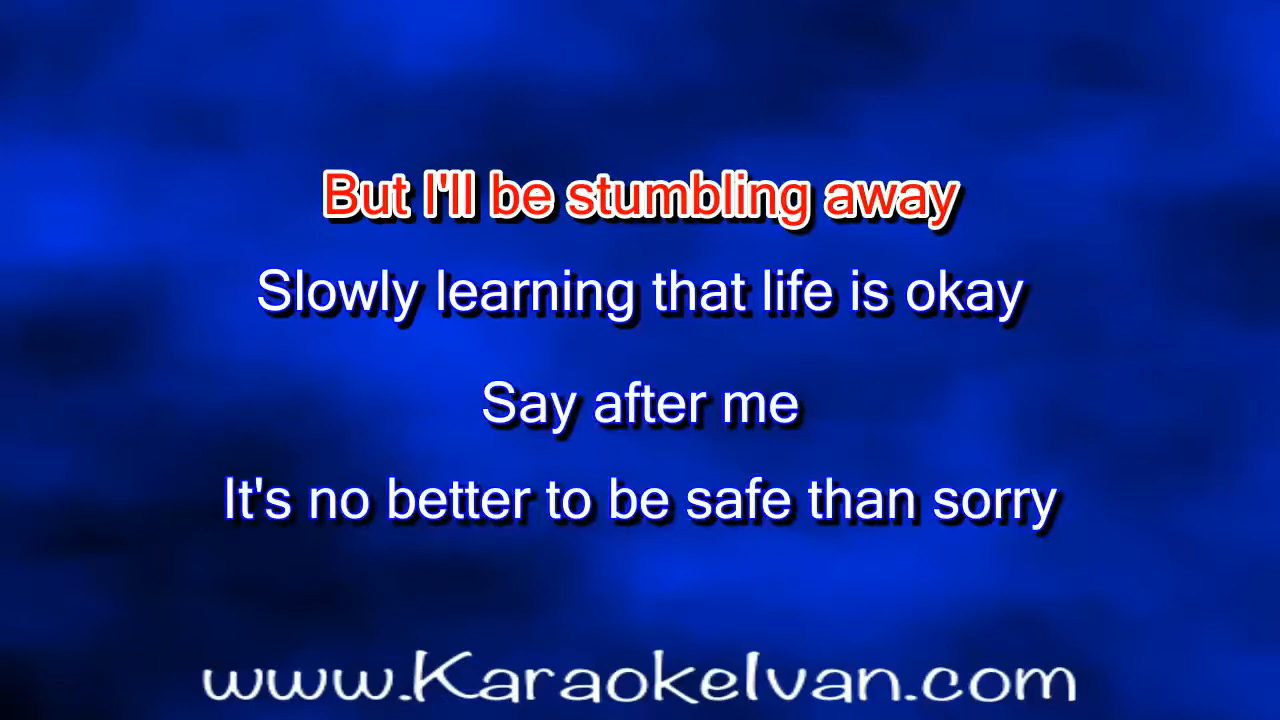 But I'll be stumbling away
Slowly learning that life is okay
Say after me
It's no better to be safe than sorry
www.KaraokeIvan.com